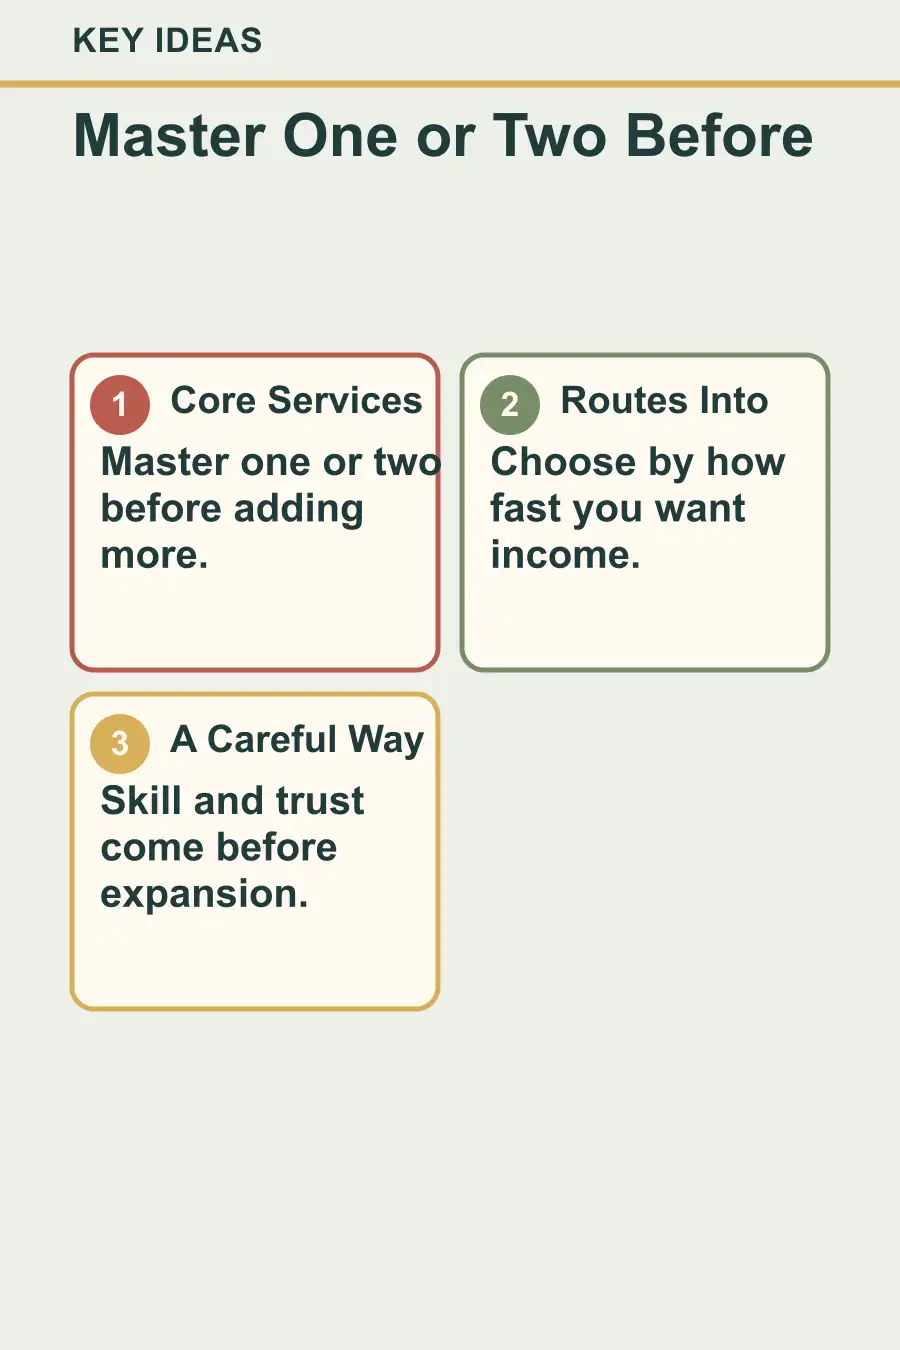 KEY IDEAS
Master One or Two Before
1
Core Services
Master one or two
before adding
more.
2
Routes Into
Choose by how
fast you want
income.
3
A Careful Way
Skill and trust
come before
expansion.